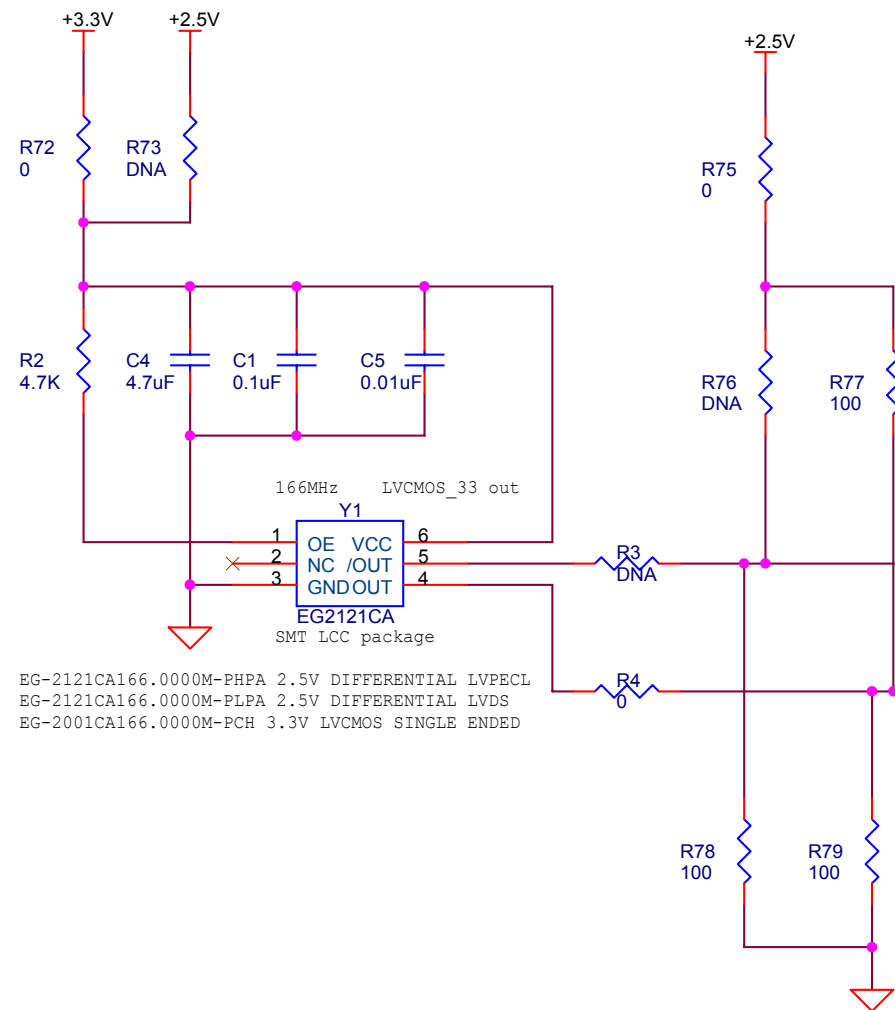 +3.3V
+2.5V
+2.5V
R72
0
R73
DNA
R75
0
R2
4.7K
C4
4.7uF
C1
0.1uF
C5
0.01uF
R76
DNA
R77
100
166MHz LVCMOS_33 out
Y1
1 OE VCC 6
2 NC /OUT 5
3 GND OUT 4
EG2121CA
SMT LCC package
R3
DNA
R4
0
EG-2121CA166.0000M-PHPA 2.5V DIFFERENTIAL LVPECL
EG-2121CA166.0000M-PLPA 2.5V DIFFERENTIAL LVDS
EG-2001CA166.0000M-PCH 3.3V LVCMOS SINGLE ENDED
R78
100
R79
100